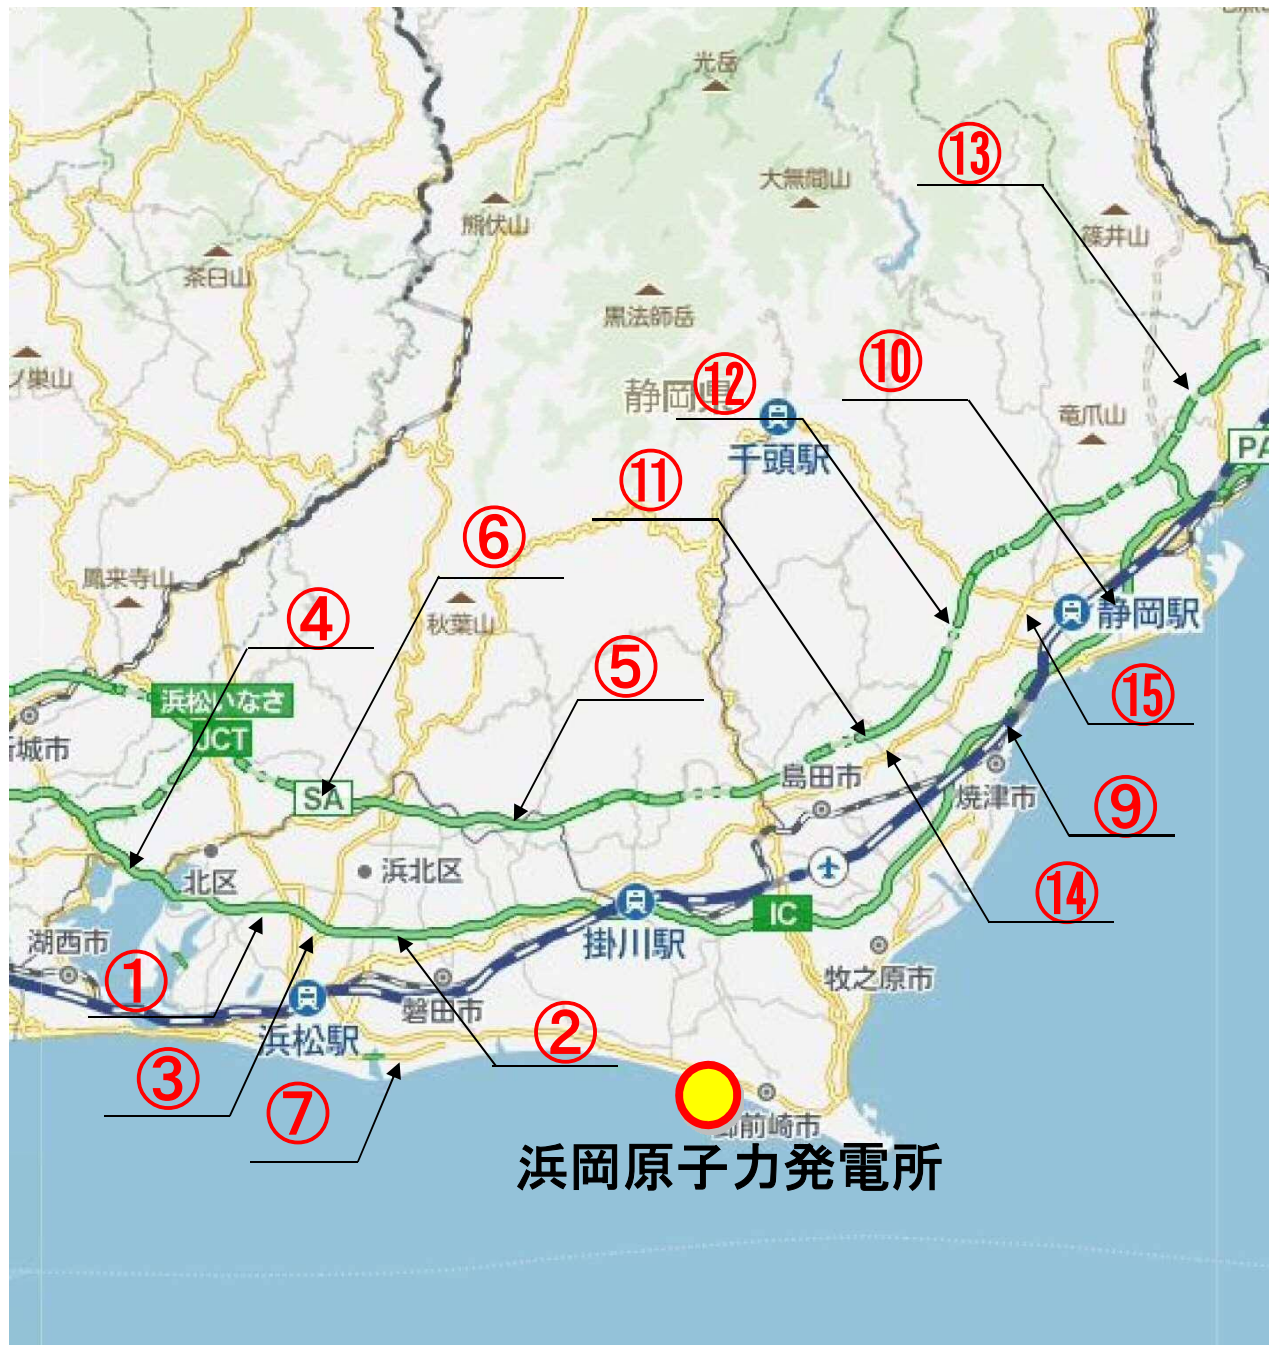 光岳
⑬
大無間山
熊伏山
篠井山
茶臼山
黒法師岳
⑩
ノ巣山
⑫
静岡県
竜爪山
千頭駅
PA
⑪
⑥
鳳来寺山
④
秋葉山
静岡駅
⑤
浜松いなさ
JCT
⑮
城市
島田市
SA
焼津市
⑨
北区
浜北区
⑭
IC
掛川駅
湖西市
牧之原市
①
磐田市
浜松駅
②
③
⑦
御前崎市
浜岡原子力発電所